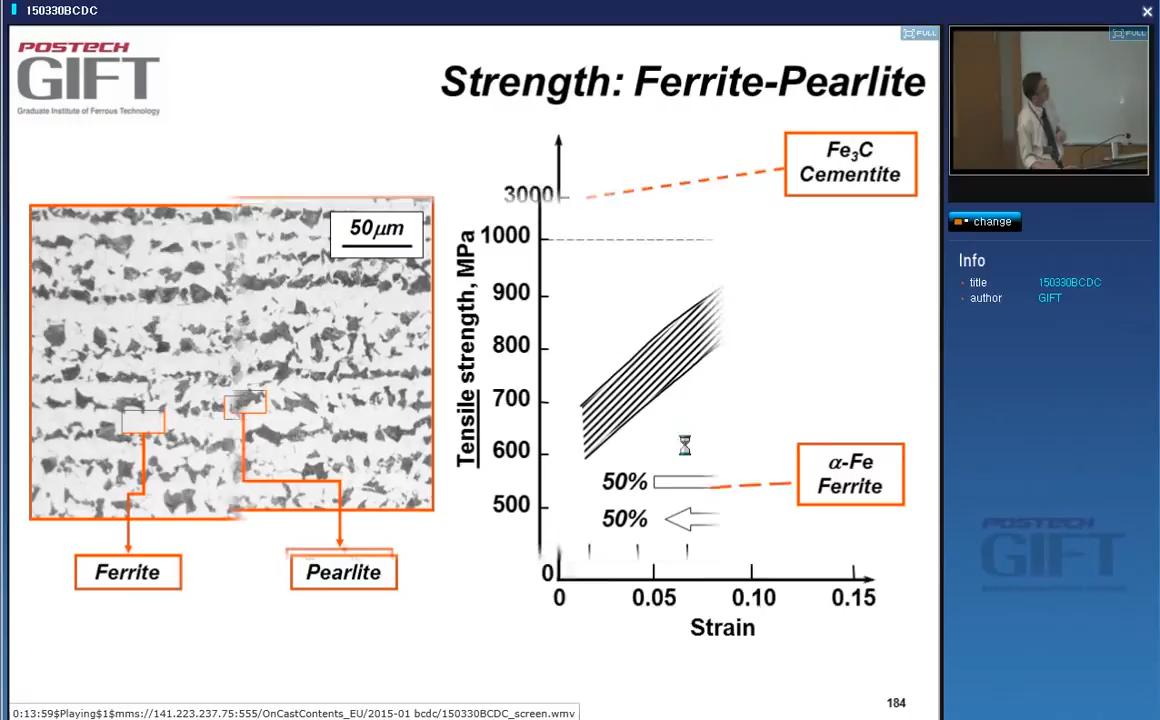 150330BCDC
FULL
FULL
POSTECH
GIFT
Graduate Institute of Ferrous Technology
Strength: Ferrite-Pearlite
Fe3C
Cementite
50μm
Ferrite
Pearlite
Tensile strength, MPa
3000
1000
900
800
700
600
500
0
50%
50%
α-Fe
Ferrite
0
0.05
0.10
0.15
Strain
184
change
Info
title
150330BCDC
author
GIFT
POSTECH
GIFT
0:13:59$Playing$1$mms://141.223.237.75:555/OnCastContents_EU/2015-01 bcdc/150330BCDC_screen.wmv